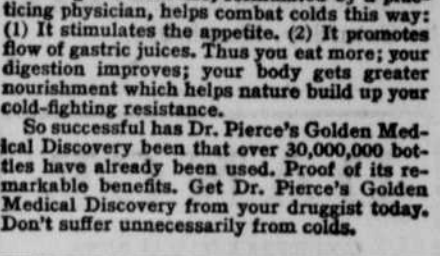 ticing physician, helps combat colds this way:
(1) It stimulates the appetite. (2) It promotes
flow of gastric juices. Thus you eat more; your
digestion improves; your body gets greater
nourishment which helps nature build up your
cold-fighting resistance.
So successful has Dr. Pierce's Golden Med-
ical Discovery been that over 30,000,000 bot-
tles have already been used. Proof of its re-
markable benefits. Get Dr. Pierce's Golden
Medical Discovery from your druggist today.
Don't suffer unnecessarily from colds.